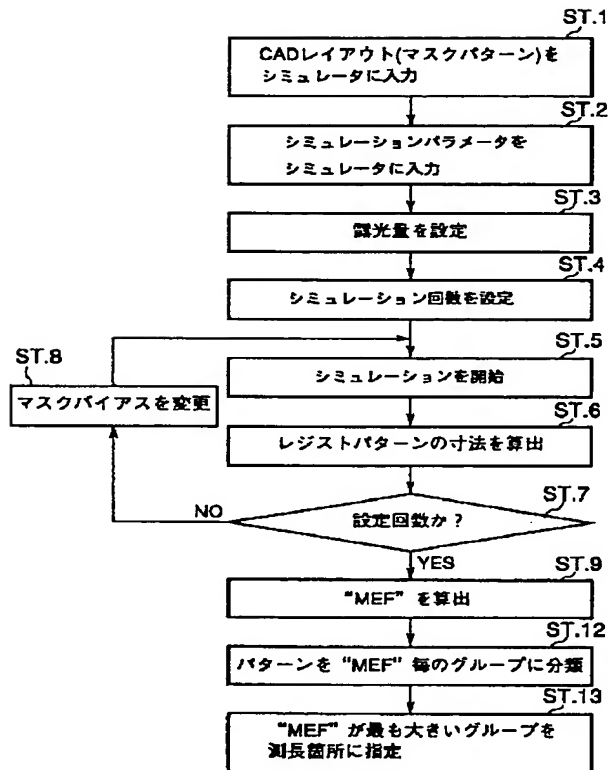 ST.1
CADレイアウト(マスクパターン)を
シミュレータに入力
ST.2
シミュレーションパラメータを
シミュレータに入力
ST.3
露光量を設定
ST.4
シミュレーション回数を設定
ST.5
シミュレーションを開始
ST.8
マスクバイアスを変更
ST.6
レジストパターンの寸法を算出
ST.7
設定回数か？
NO
YES
ST.9
“MEF” を算出
ST.12
パターンを “MEF” 毎のグループに分類
ST.13
“MEF” が最も大きいグループを
測長箇所に指定